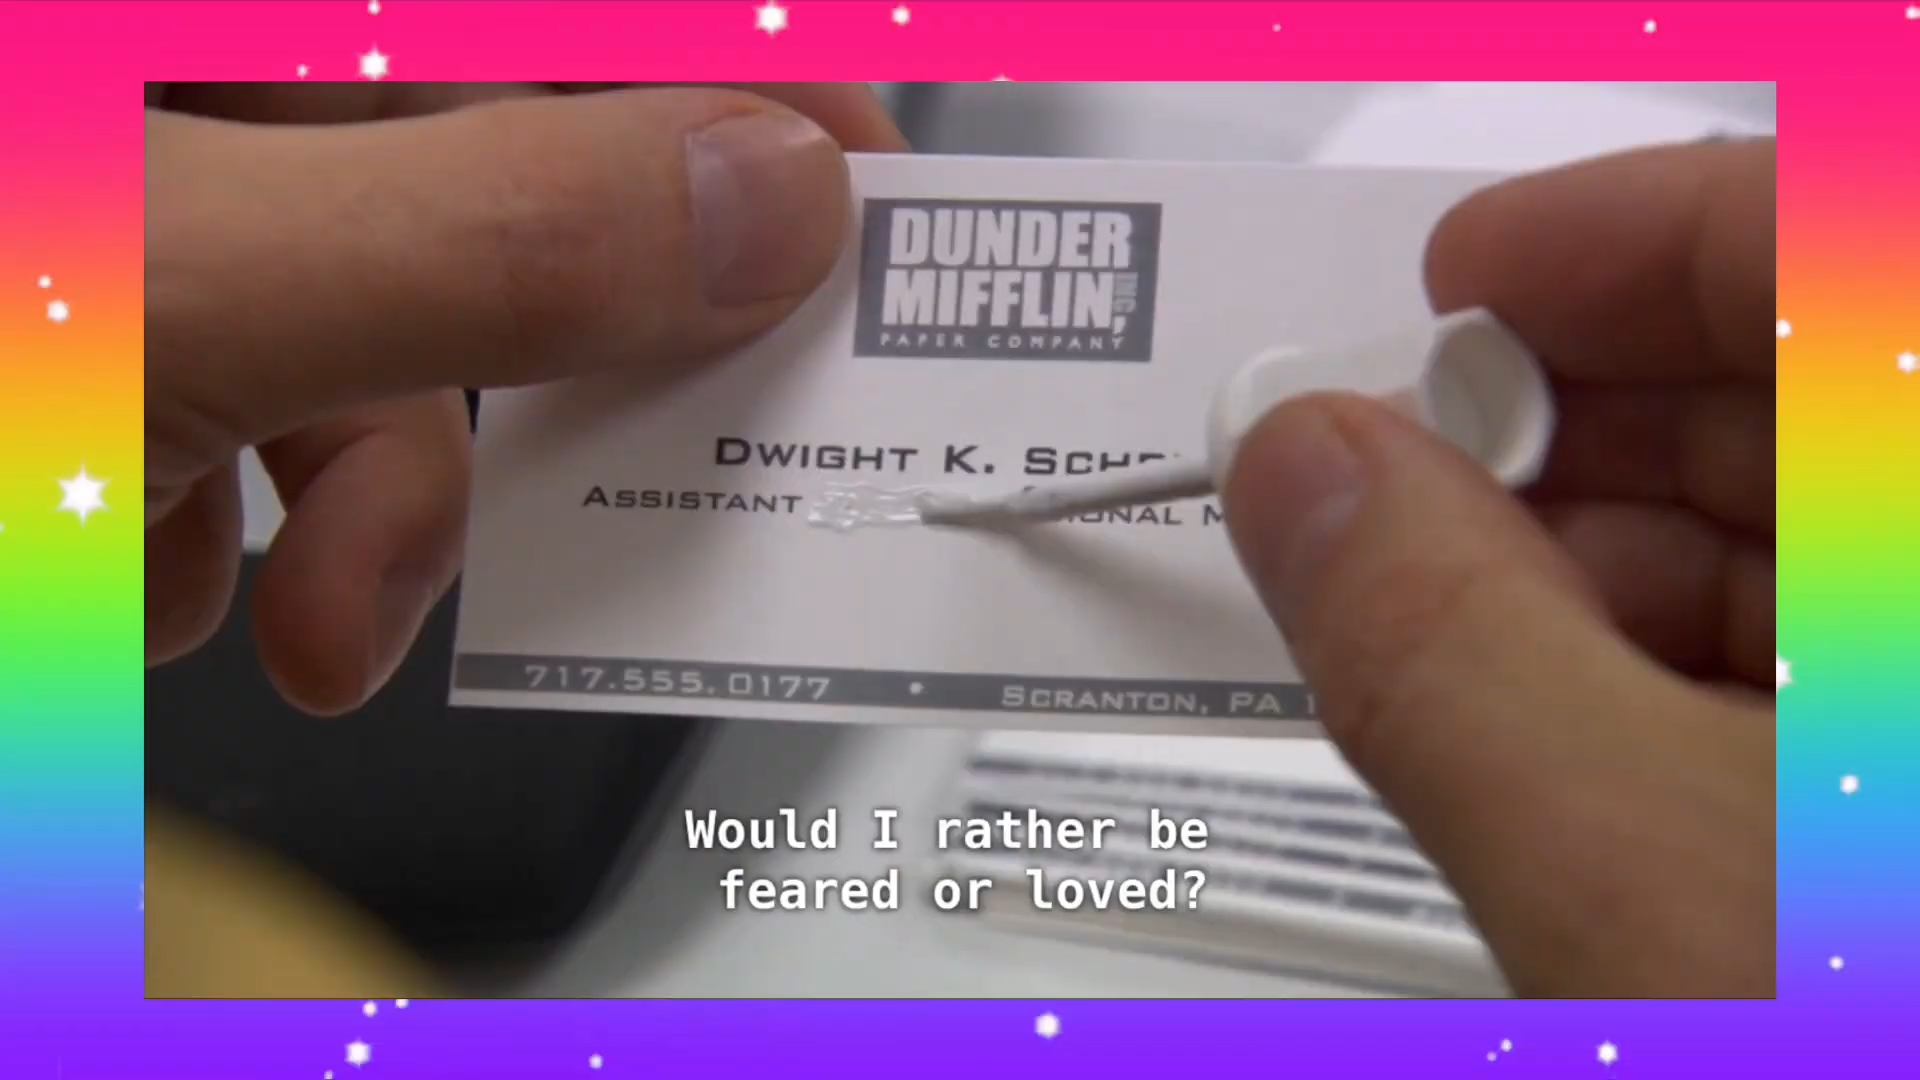 DUNDER
MIFFLIN, INC
PAPER COMPANY
DWIGHT K.
ASSISTANT
717.555.0177 • SCRANTON, PA
Would I rather be
feared or loved?